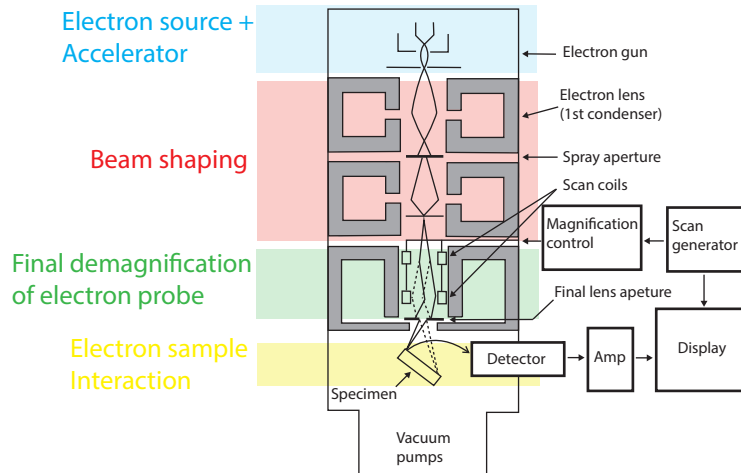 Electron source +
Accelerator
Electron gun
Electron lens
(1st condenser)
Beam shaping
Spray aperture
Scan coils
Magnification
control
Scan
generator
Final demagnification
of electron probe
Final lens apeture
Electron sample
Interaction
Detector
Amp
Display
Specimen
Vacuum
pumps